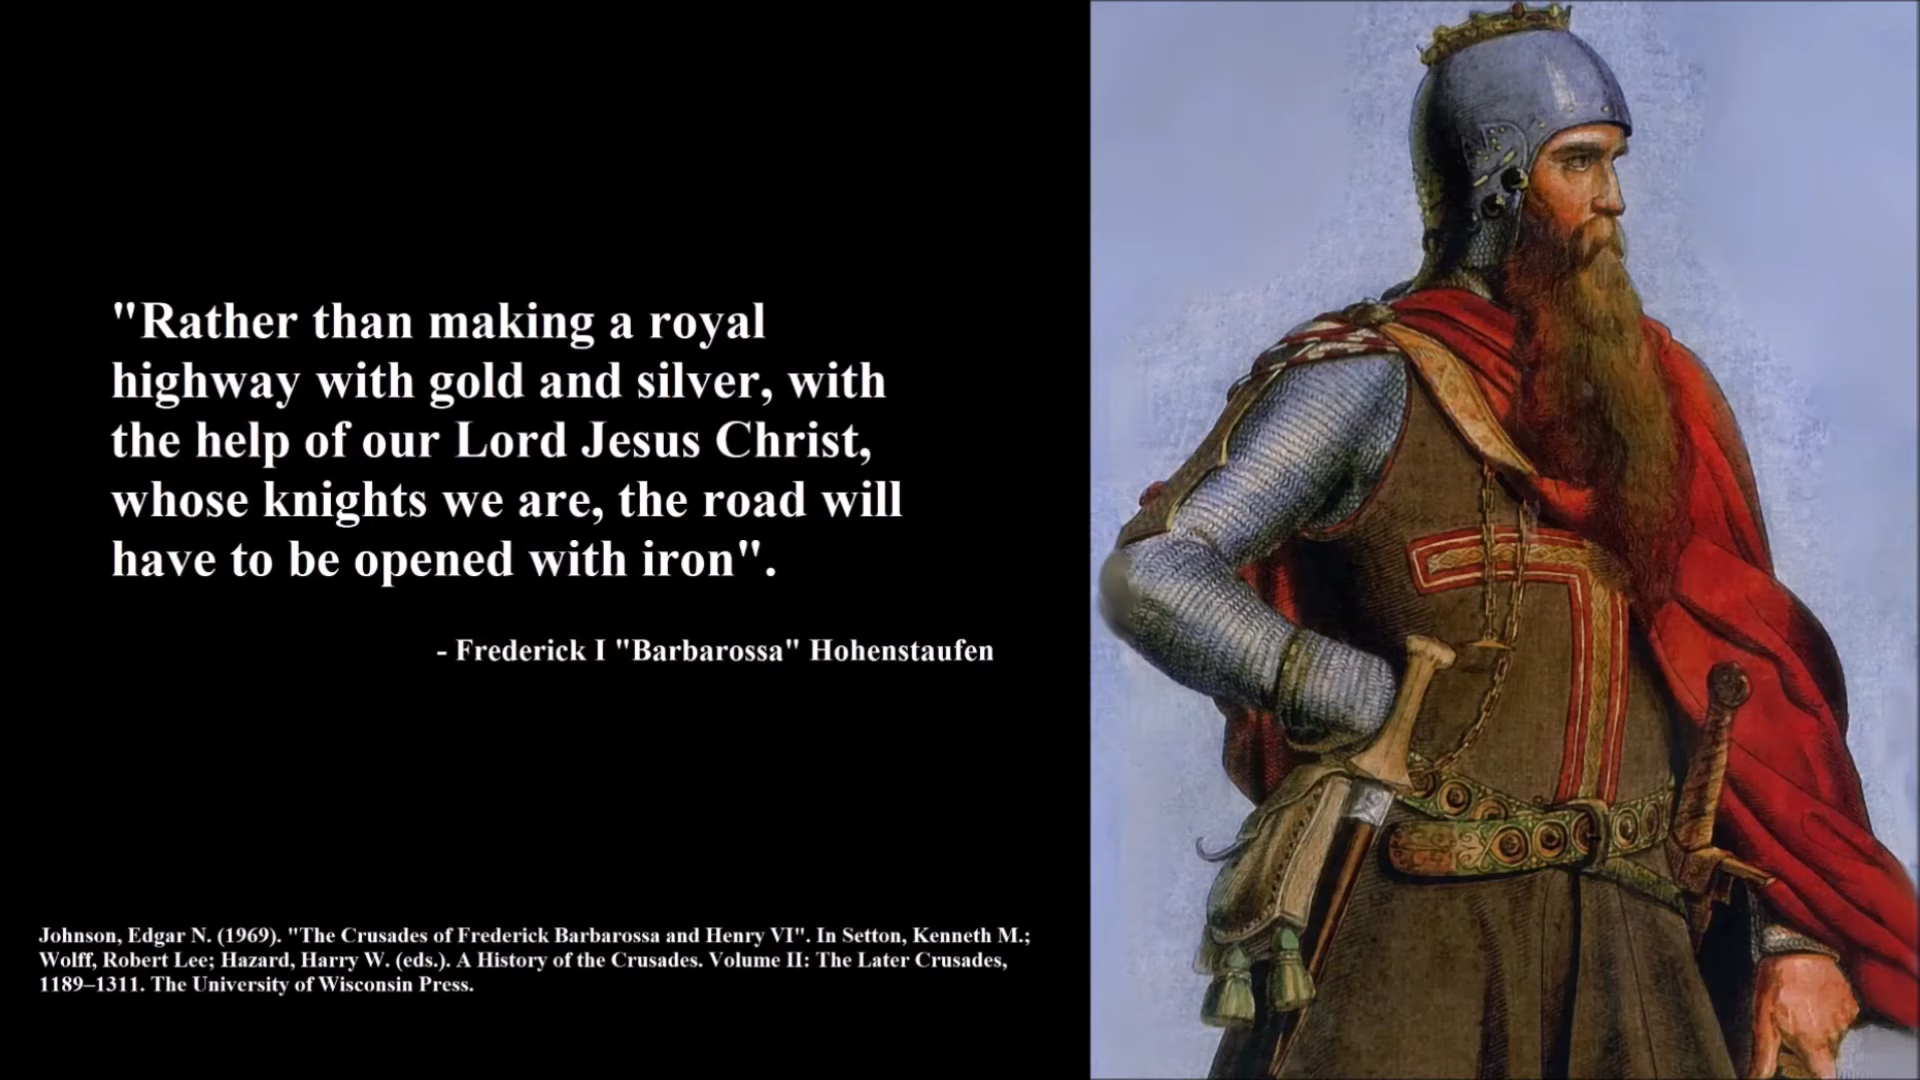 "Rather than making a royal
highway with gold and silver, with
the help of our Lord Jesus Christ,
whose knights we are, the road will
have to be opened with iron".
- Frederick I "Barbarossa" Hohenstaufen
Johnson, Edgar N. (1969). "The Crusades of Frederick Barbarossa and Henry VI". In Setton, Kenneth M.;
Wolff, Robert Lee; Hazard, Harry W. (eds.). A History of the Crusades. Volume II: The Later Crusades,
1189–1311. The University of Wisconsin Press.